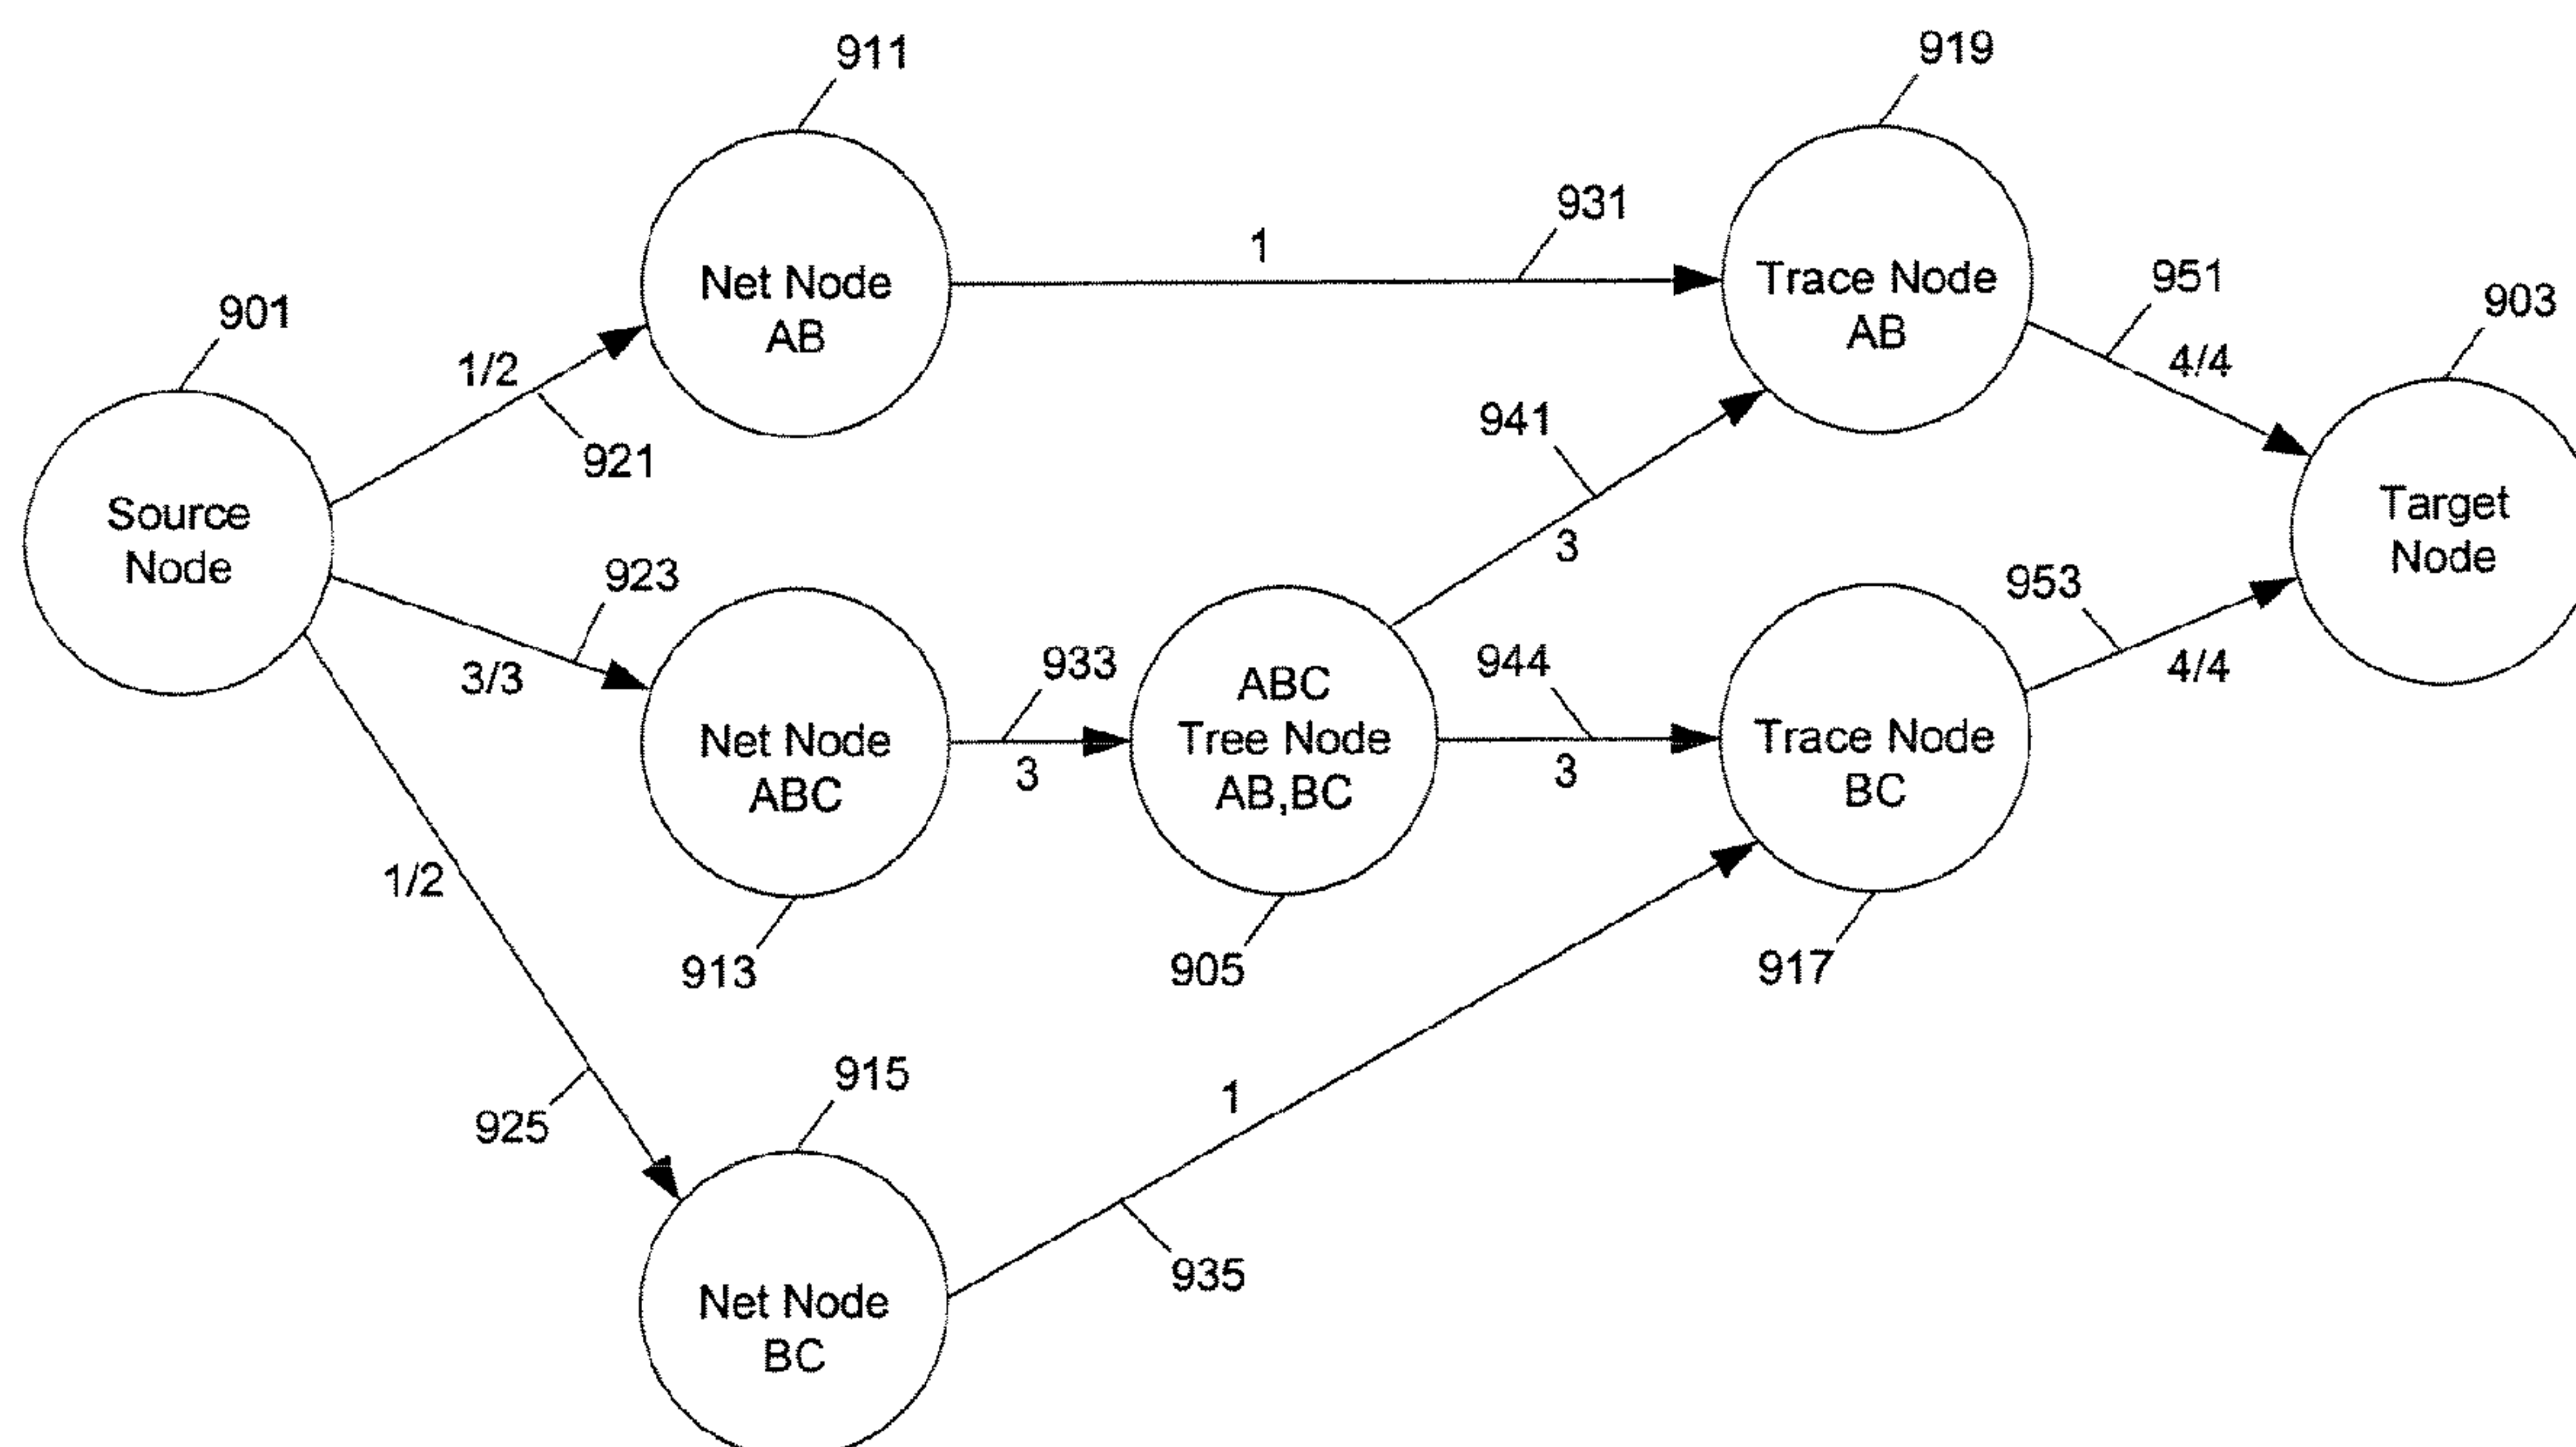 911
919
931
1
Net Node
AB
Trace Node
AB
951
4/4
903
901
1/2
921
941
3
Source
Node
Target
Node
923
3/3
933
3
944
3
953
4/4
Net Node
ABC
ABC
Tree Node
AB,BC
Trace Node
BC
1/2
913
905
917
925
915
1
935
Net Node
BC